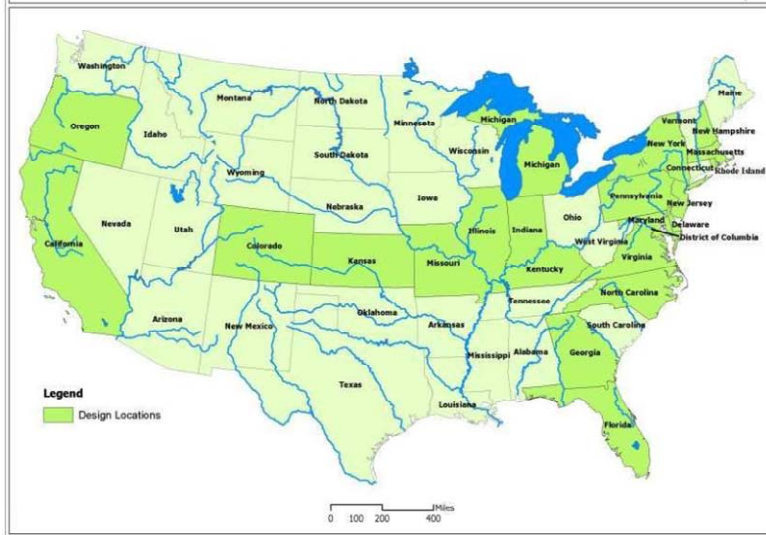 Washington
Montana
North Dakota
Minnesota
Michigan
Maine
Vermont
New Hampshire
Oregon
Idaho
Wisconsin
New York
Massachusetts
South Dakota
Michigan
Connecticut
Rhode Island
Wyoming
Iowa
Pennsylvania
New Jersey
Nebraska
Ohio
Nevada
Utah
Illinois
Indiana
Maryland
Delaware
District of Columbia
California
Colorado
Kansas
Missouri
West Virginia
Virginia
Kentucky
North Carolina
Tennessee
Arizona
New Mexico
Oklahoma
Arkansas
South Carolina
Mississippi
Alabama
Georgia
Texas
Louisiana
Florida
Legend
Design Locations
Miles
0 100 200 400